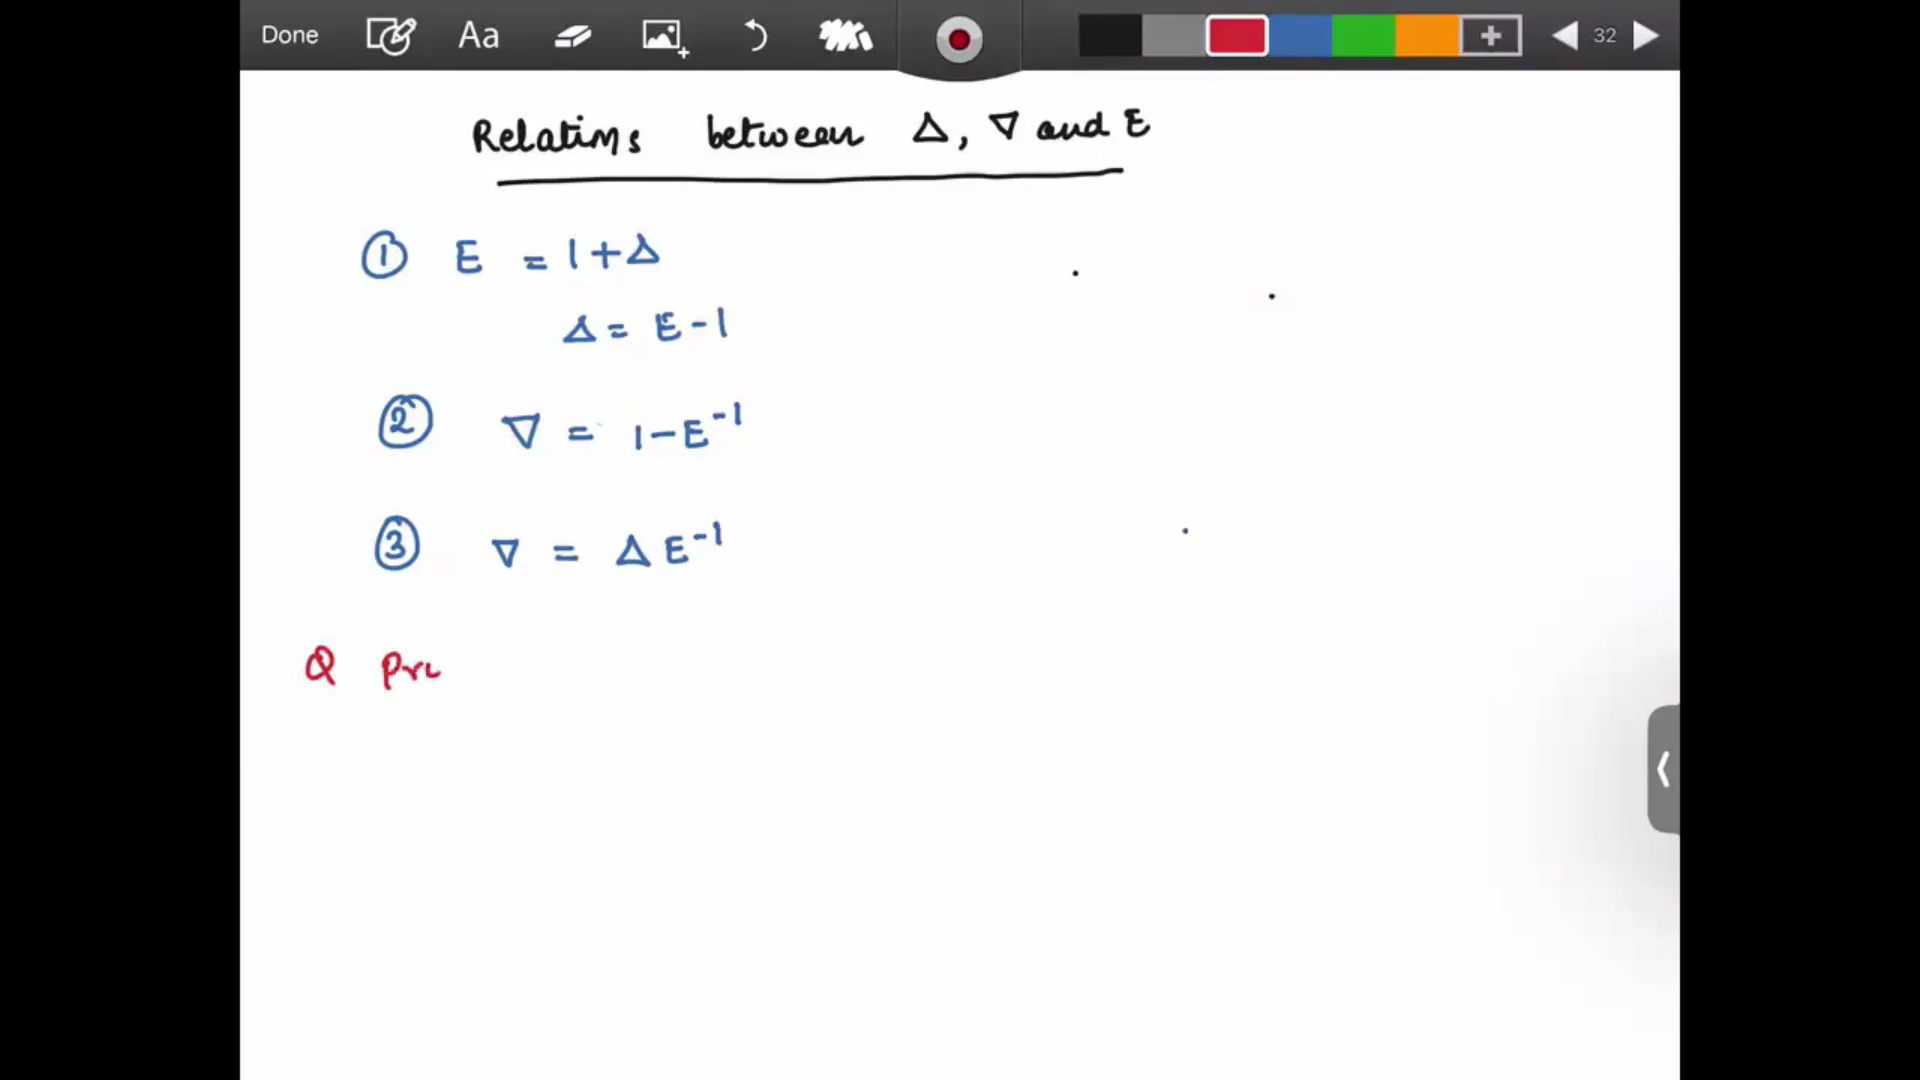 Done Aa 32
Relations between Δ, ∇ and E
① E = 1+Δ
Δ = E-1
② ∇ = 1-E⁻¹
③ ∇ = Δ E⁻¹
Q Pro